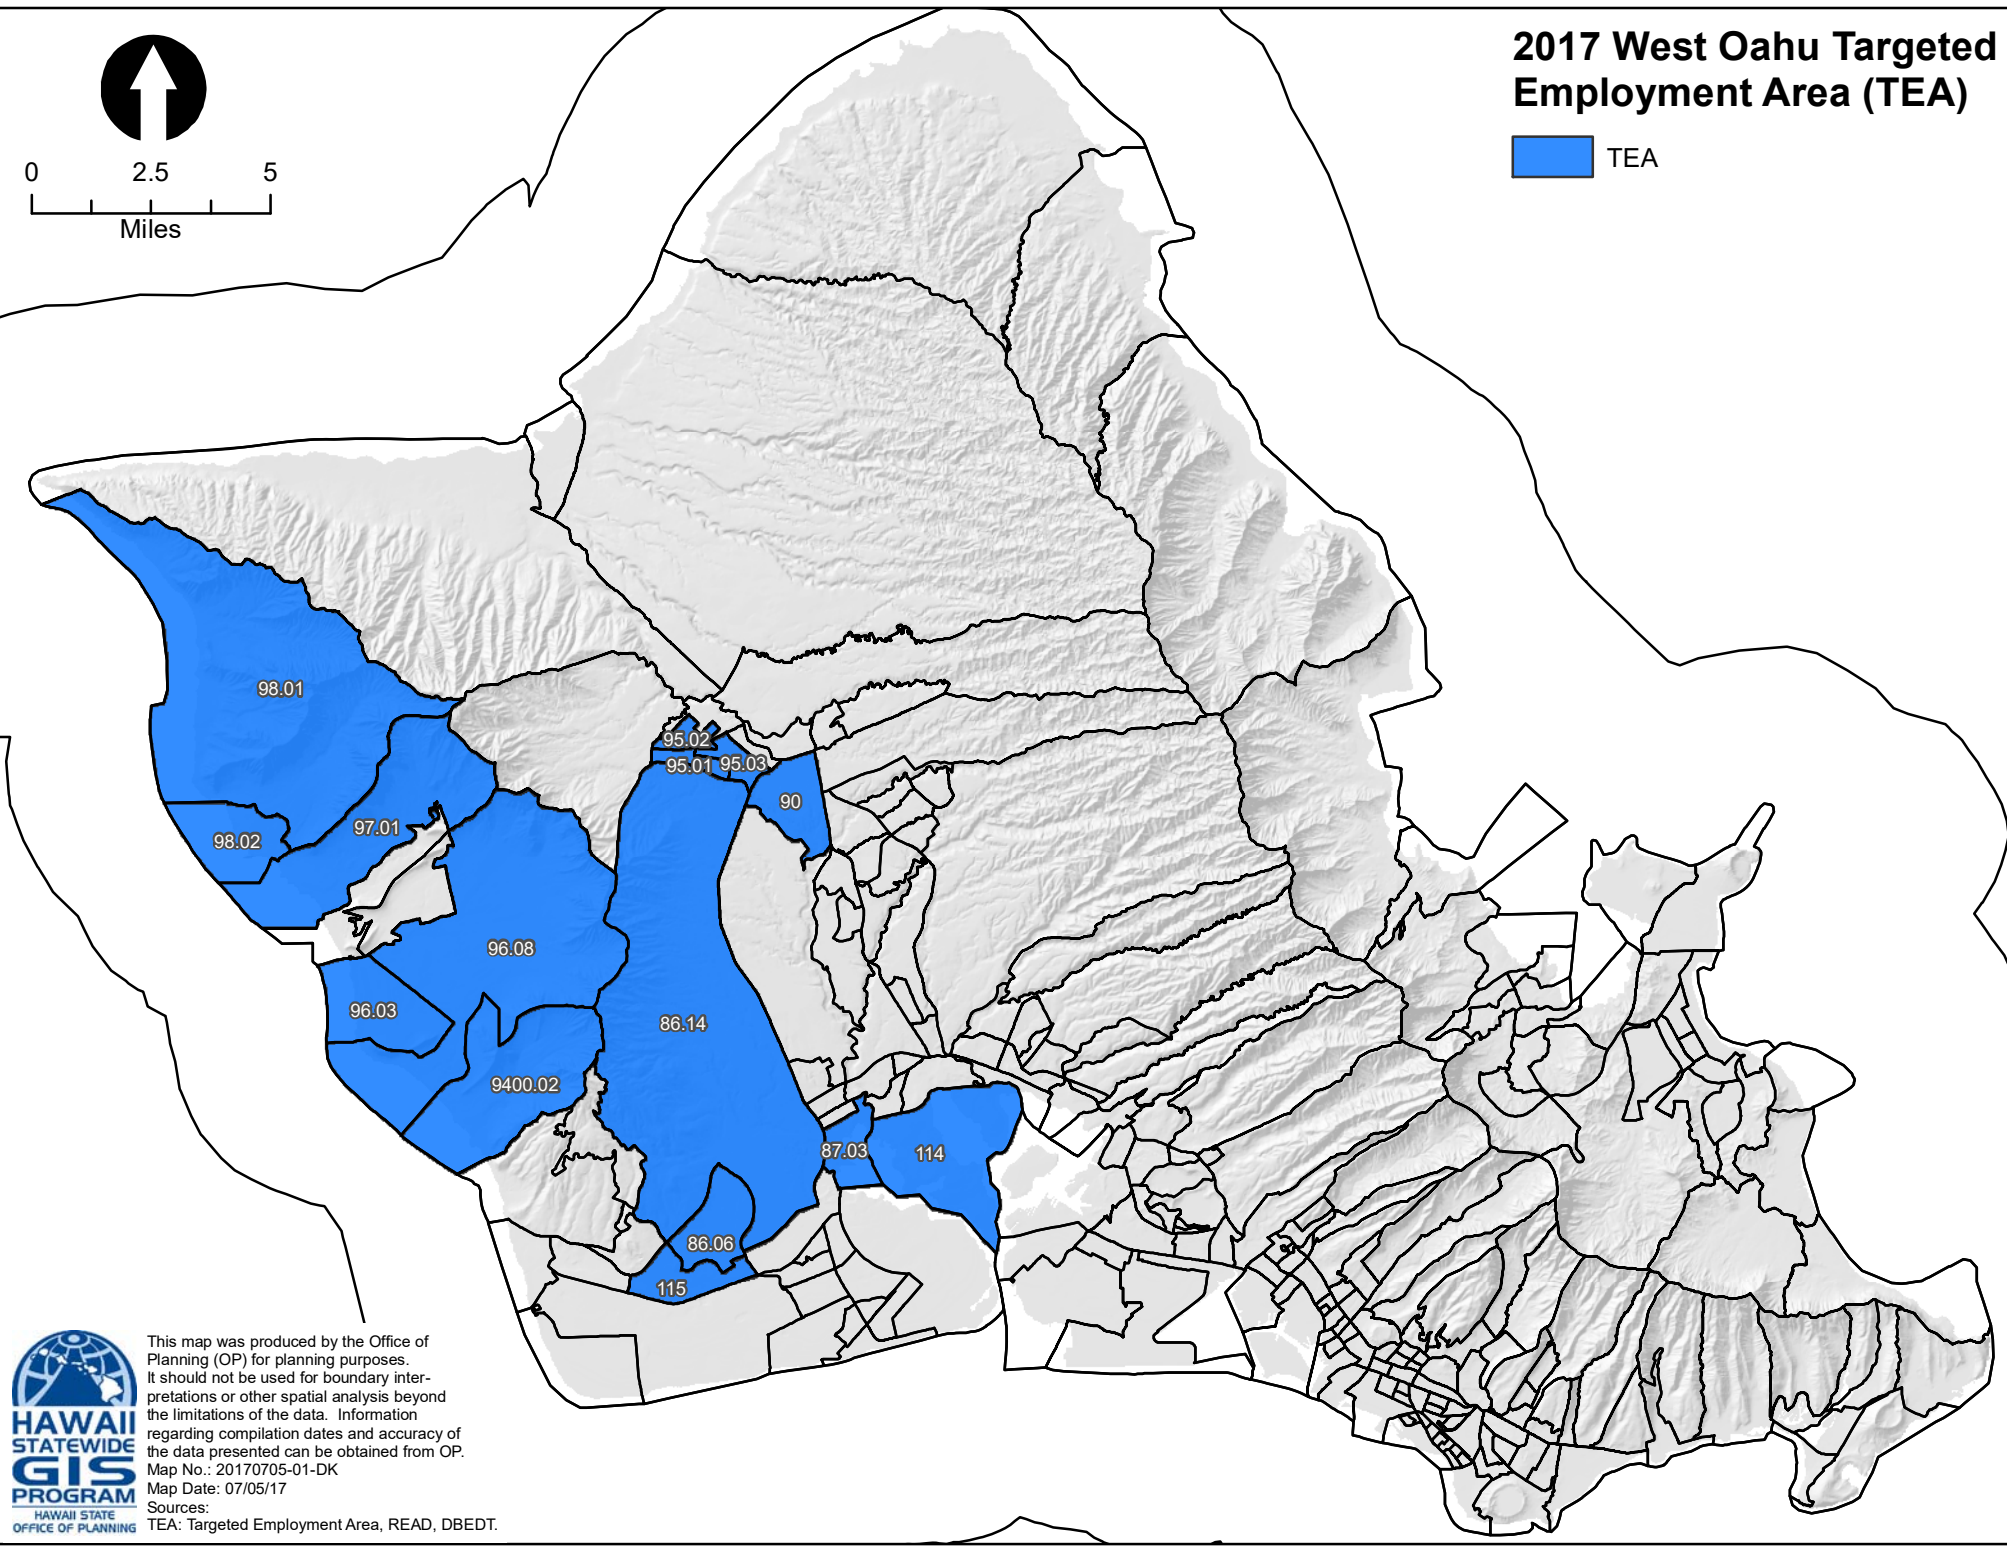 2017 West Oahu Targeted
Employment Area (TEA)
TEA
0 2.5 5
Miles
98.01
95.02
95.01
95.03
90
97.01
98.02
96.08
96.03
86.14
9400.02
87.03
114
86.06
115
This map was produced by the Office of
Planning (OP) for planning purposes.
It should not be used for boundary inter-
pretations or other spatial analysis beyond
the limitations of the data. Information
regarding compilation dates and accuracy of
the data presented can be obtained from OP.
Map No.: 20170705-01-DK
Map Date: 07/05/17
Sources:
TEA: Targeted Employment Area, READ, DBEDT.
HAWAII
STATEWIDE
GIS
PROGRAM
HAWAII STATE
OFFICE OF PLANNING